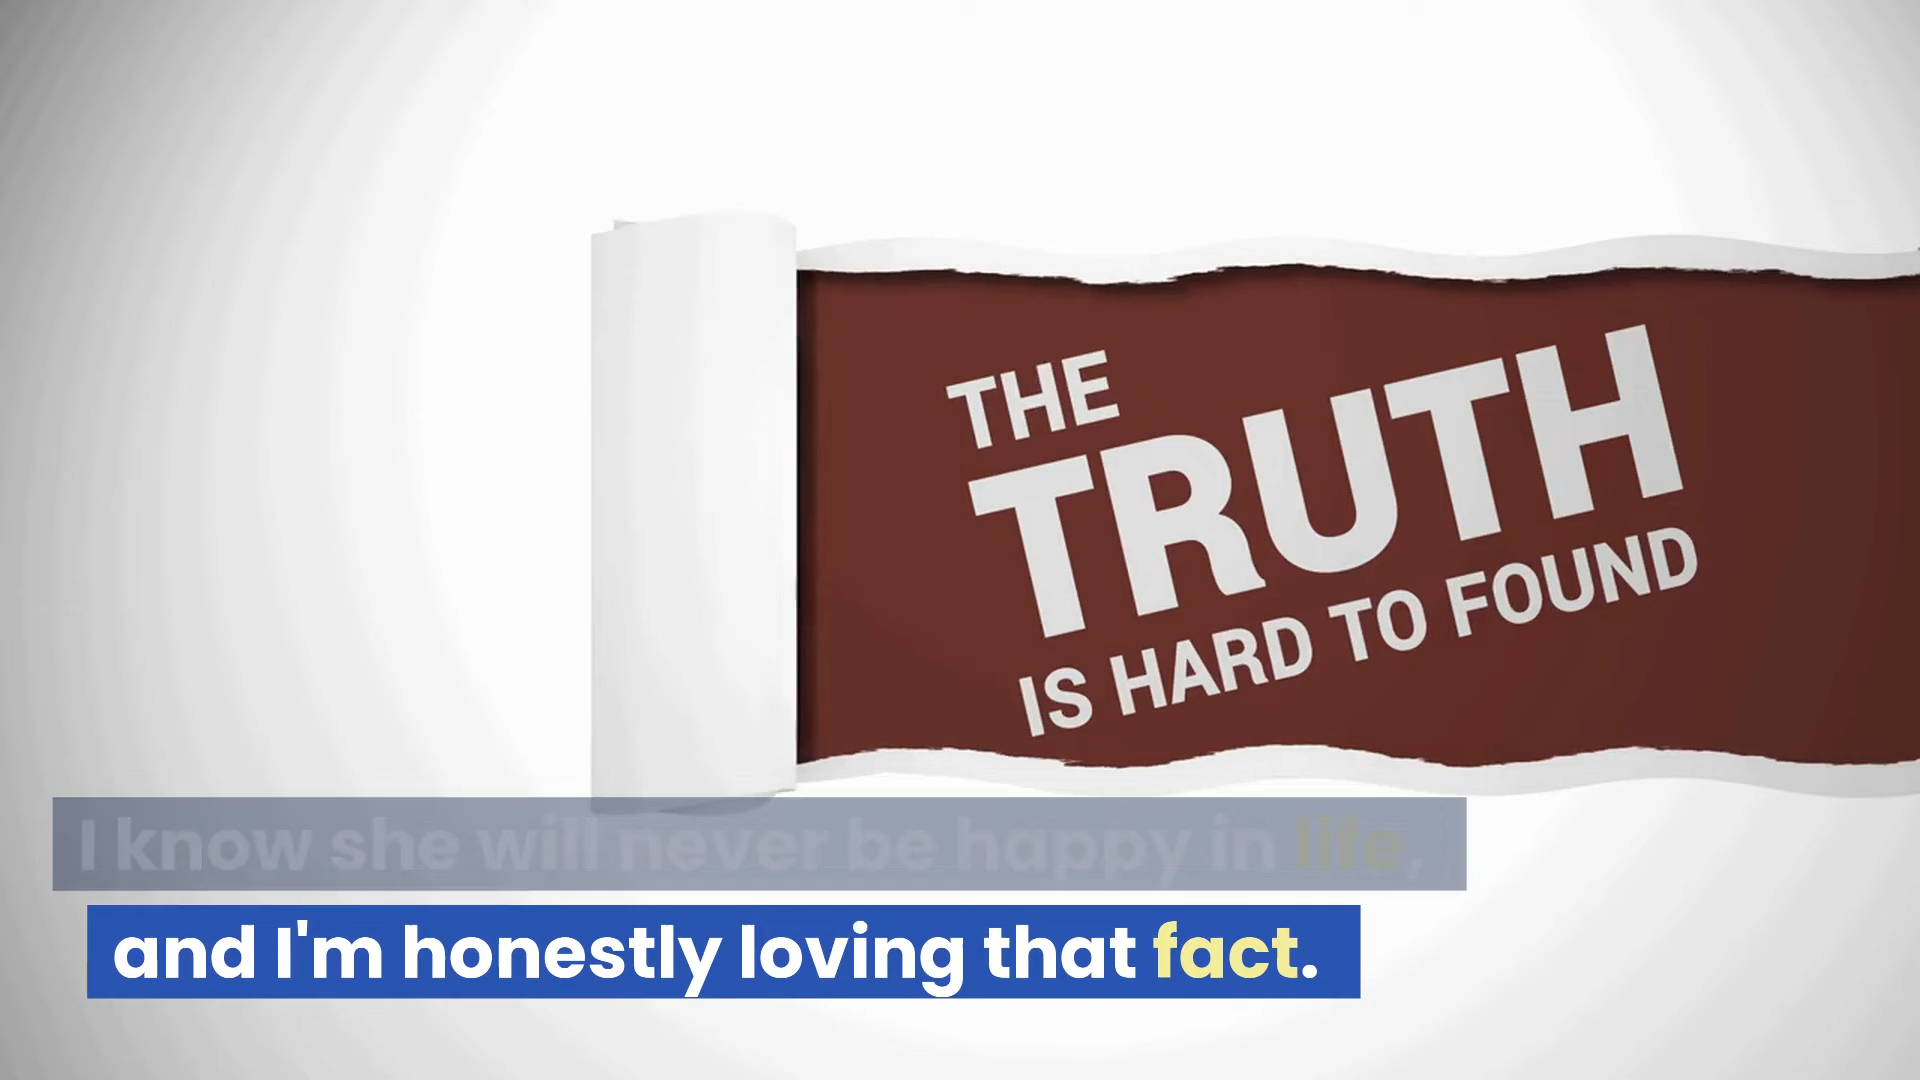 THE
TRUTH
IS HARD TO FOUND
I know she will never be happy in life,
and I'm honestly loving that fact.